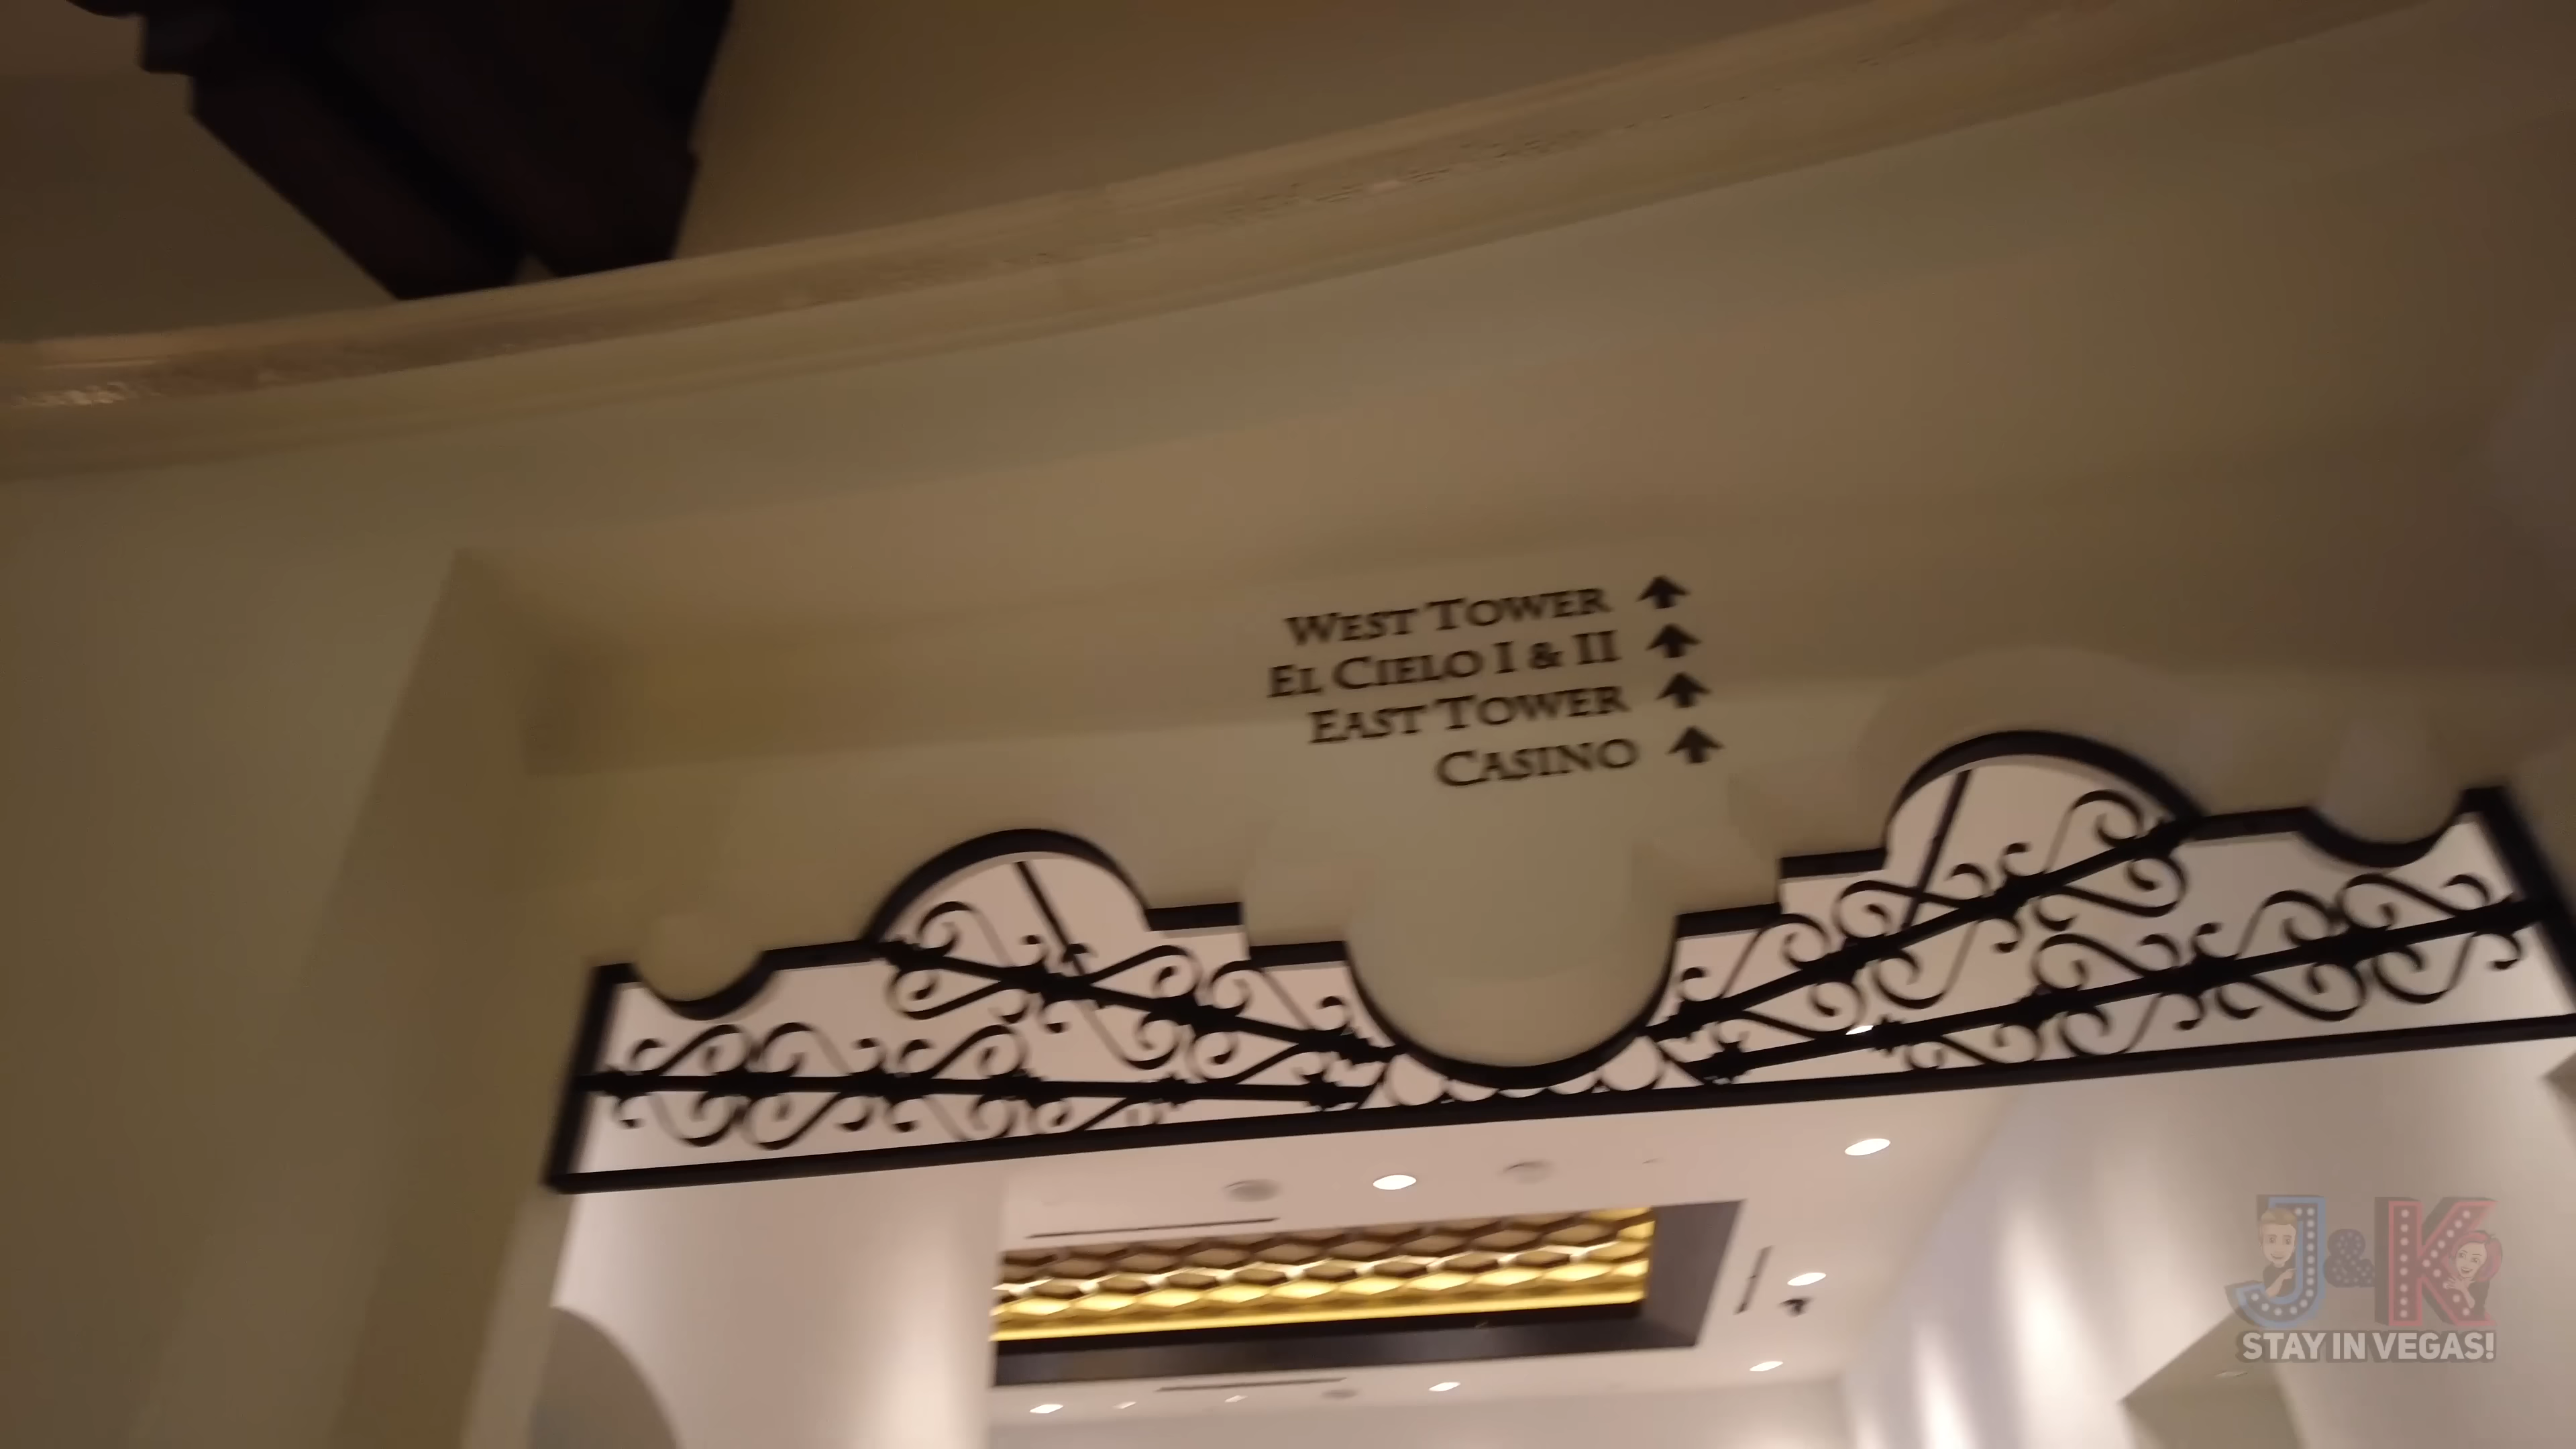 WEST TOWER
EL CIELO I & II
EAST TOWER
CASINO
J&K
STAY IN VEGAS!